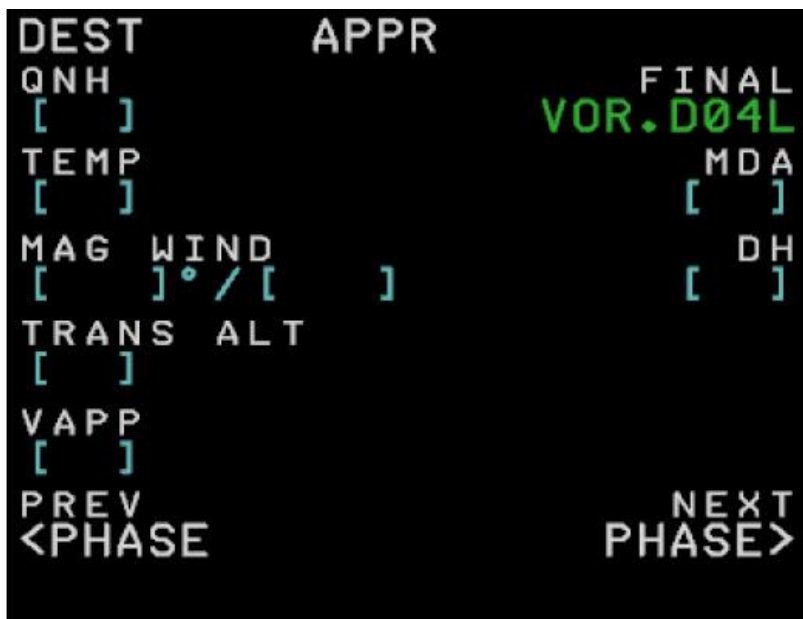 DEST APPR
QNH FINAL
[ ] VOR.D04L
TEMP MDA
[ ] [ ]
MAG WIND DH
[ ]°/[ ] [ ]
TRANS ALT
[ ]
VAPP
[ ]
PREV NEXT
<PHASE PHASE>